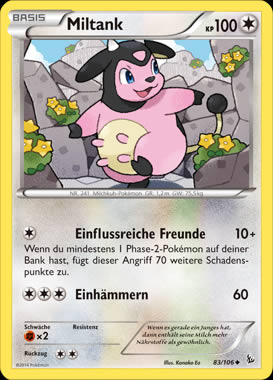 BASIS Miltank KP100
NR. 241 Milchkuh-Pokémon GR. 1,2 m GW: 75,5 kg
Einflussreiche Freunde 10+
Wenn du mindestens 1 Phase-2-Pokémon auf deiner
Bank hast, fügt dieser Angriff 70 weitere Schadens-
punkte zu.
Einhämmern 60
Schwäche Resistenz
×2
Rückzug
Wenn es gerade ein Junges hat,
dann enthält seine Milch mehr
Nährstoffe als gewöhnlich.
©2014 Pokémon Illus. Kanako Eo 83/106